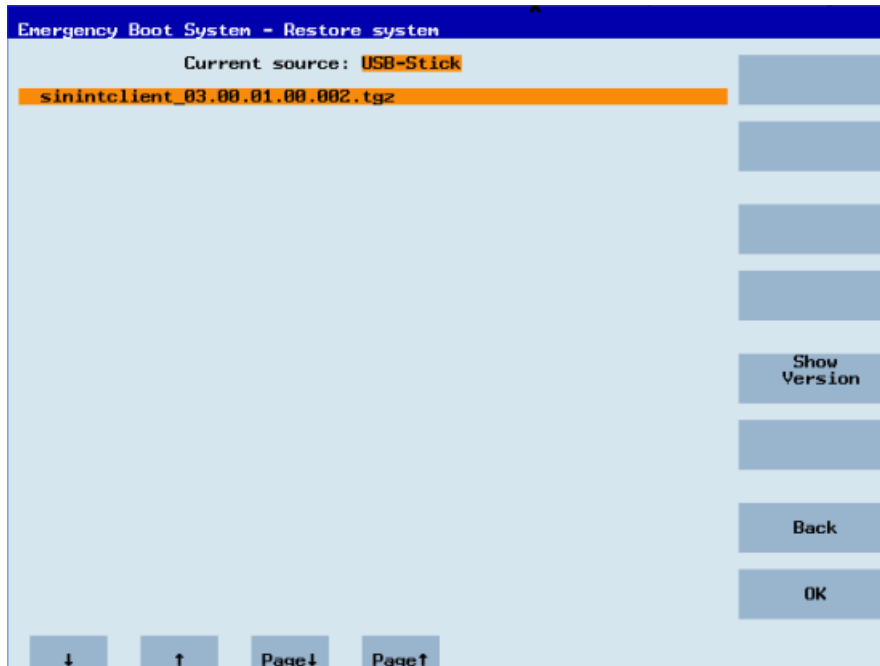 Emergency Boot System - Restore system
Current source: USB-Stick
sinintclient_03.00.01.00.002.tgz
Show
Version
Back
OK
↓ ↑ Page↓ Page↑